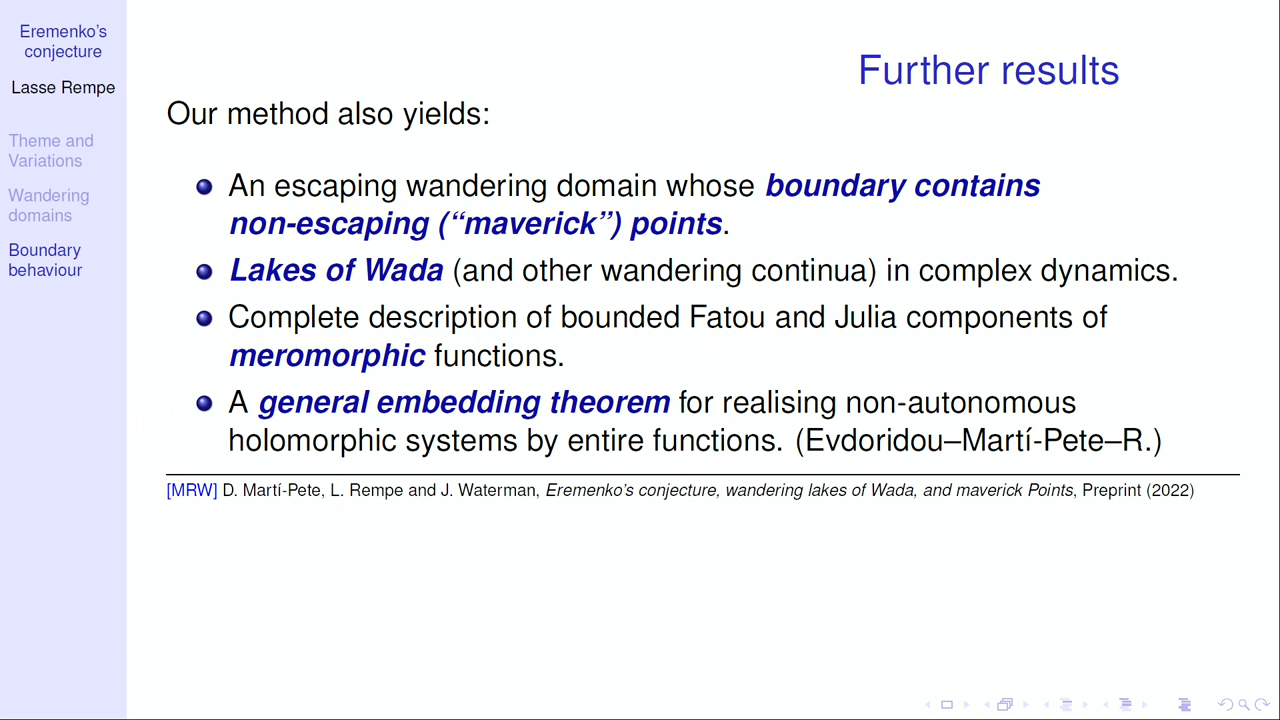 Eremenko's
conjecture
Lasse Rempe
Theme and
Variations
Wandering
domains
Boundary
behaviour
Further results
Our method also yields:
An escaping wandering domain whose boundary contains
non-escaping (“maverick”) points.
Lakes of Wada (and other wandering continua) in complex dynamics.
Complete description of bounded Fatou and Julia components of
meromorphic functions.
A general embedding theorem for realising non-autonomous
holomorphic systems by entire functions. (Evdoridou–Martí-Pete–R.)
[MRW] D. Martí-Pete, L. Rempe and J. Waterman, Eremenko's conjecture, wandering lakes of Wada, and maverick Points, Preprint (2022)